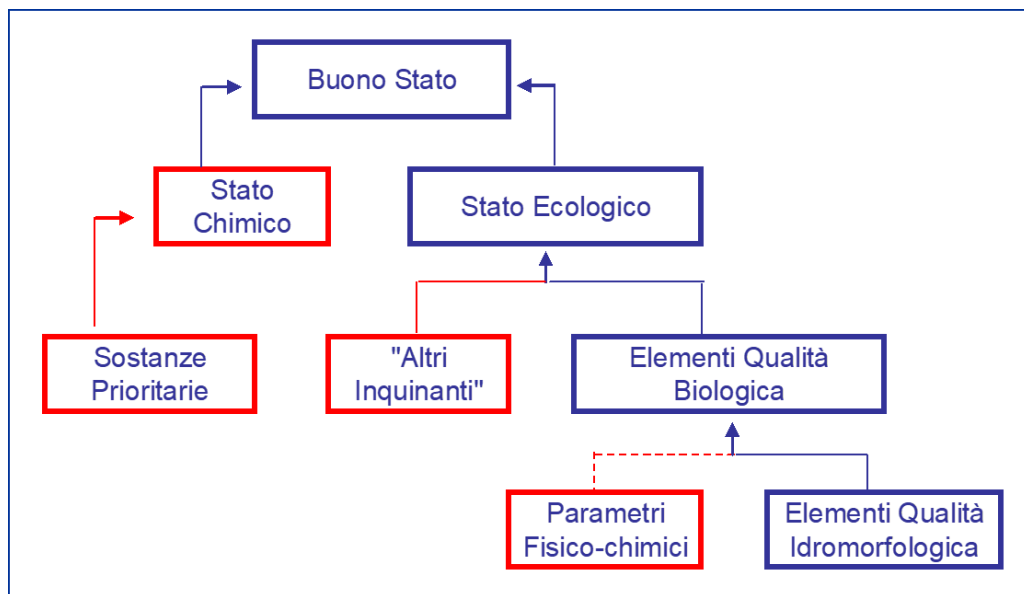 Buono Stato
Stato
Chimico
Stato Ecologico
Sostanze
Prioritarie
"Altri
Inquinanti"
Elementi Qualità
Biologica
Parametri
Fisico-chimici
Elementi Qualità
Idromorfologica